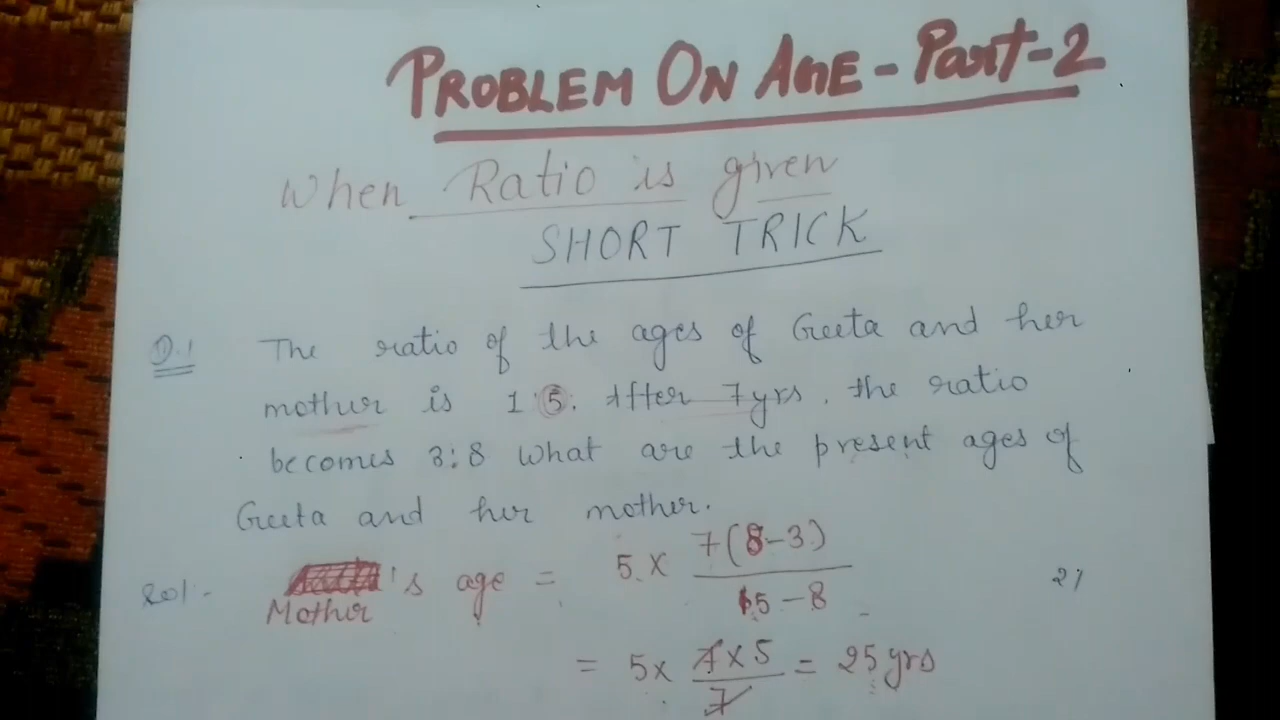 PROBLEM ON AGE - Part-2
When Ratio is given
SHORT TRICK
Q.1 The ratio of the ages of Geeta and her
mother is 1:5. After 7yrs, the ratio
becomes 3:8 what are the present ages of
Geeta and her mother.
Sol:- 's age = 5 x 7(8-3)
Mother 15-8
= 5x 7x5 = 25 yrs
7